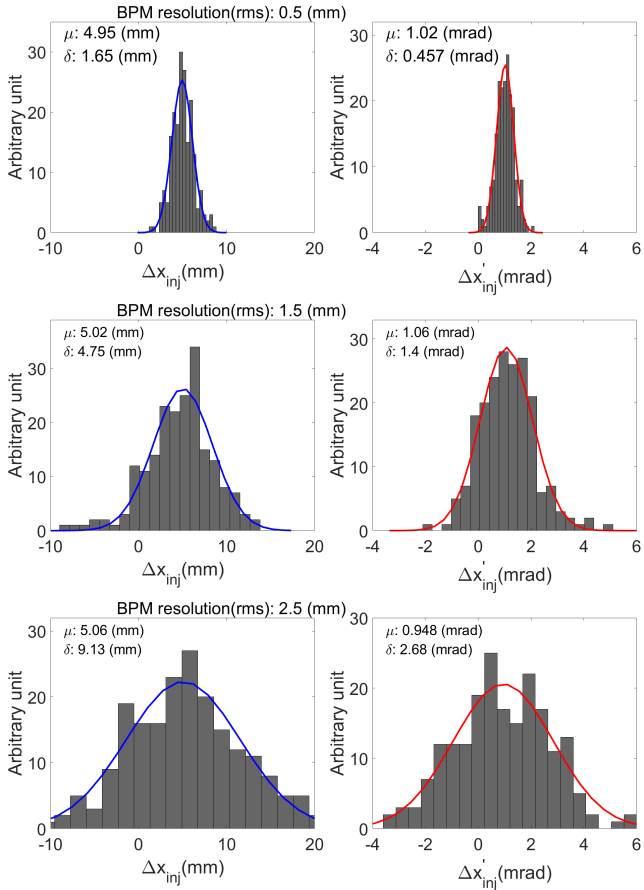 BPM resolution(rms): 0.5 (mm)
μ: 4.95 (mm)
δ: 1.65 (mm)
Arbitrary unit
30
20
10
0
-10 0 10 20
Δx_inj(mm)
μ: 1.02 (mrad)
δ: 0.457 (mrad)
Arbitrary unit
30
20
10
0
-4 -2 0 2 4 6
Δx'_inj(mrad)
BPM resolution(rms): 1.5 (mm)
μ: 5.02 (mm)
δ: 4.75 (mm)
Arbitrary unit
30
20
10
0
-10 0 10 20
Δx_inj(mm)
μ: 1.06 (mrad)
δ: 1.4 (mrad)
Arbitrary unit
30
20
10
0
-4 -2 0 2 4 6
Δx'_inj(mrad)
BPM resolution(rms): 2.5 (mm)
μ: 5.06 (mm)
δ: 9.13 (mm)
Arbitrary unit
30
20
10
0
-10 0 10 20
Δx_inj(mm)
μ: 0.948 (mrad)
δ: 2.68 (mrad)
Arbitrary unit
30
20
10
0
-4 -2 0 2 4 6
Δx'_inj(mrad)